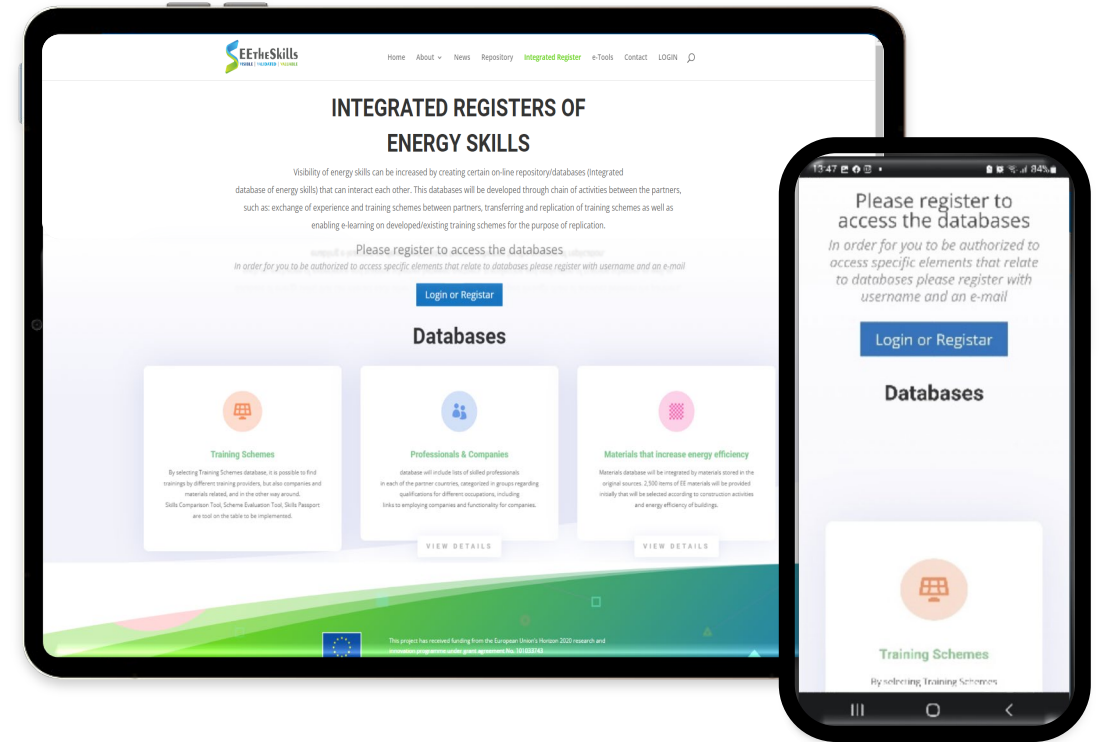 EETHESkills
VISIBLE | VALIDATED | VALUABLE
Home About News Repository Integrated Register e-Tools Contact LOGIN
INTEGRATED REGISTERS OF
ENERGY SKILLS
Visibility of energy skills can be increased by creating certain on-line repository/databases (Integrated
database of energy skills) that can interact each other. This databases will be developed through chain of activities between the partners,
such as: exchange of experience and training schemes between partners, transferring and replication of training schemes as well as
enabling e-learning on developed/existing training schemes for the purpose of replication.
Please register to access the databases
In order for you to be authorized to access specific elements that relate to databases please register with username and an e-mail
Login or Registar
Databases
Training Schemes
By selecting Training Schemes database, it is possible to find
trainings by different training providers, but also companies and
materials related, and in the other way around.
Skills Comparison Tool, Scheme Evaluation Tool, Skills Passport
are tool on the table to be implemented.
Professionals & Companies
database will include lists of skilled professionals
in each of the partner countries, categorized in groups regarding
qualifications for different occupations, including
links to employing companies and functionality for companies.
VIEW DETAILS
Materials that increase energy efficiency
Materials database will be integrated by materials stored in the
original sources. 2,500 items of EE materials will be provided
initially that will be selected according to construction activities
and energy efficiency of buildings.
VIEW DETAILS
This project has received funding from the European Union's Horizon 2020 research and
innovation programme under grant agreement No.
13:47
84%
Please register to
access the databases
In order for you to be authorized to
access specific elements that relate
to databases please register with
username and an e-mail
Login or Registar
Databases
Training Schemes
By selecting Training Schemes